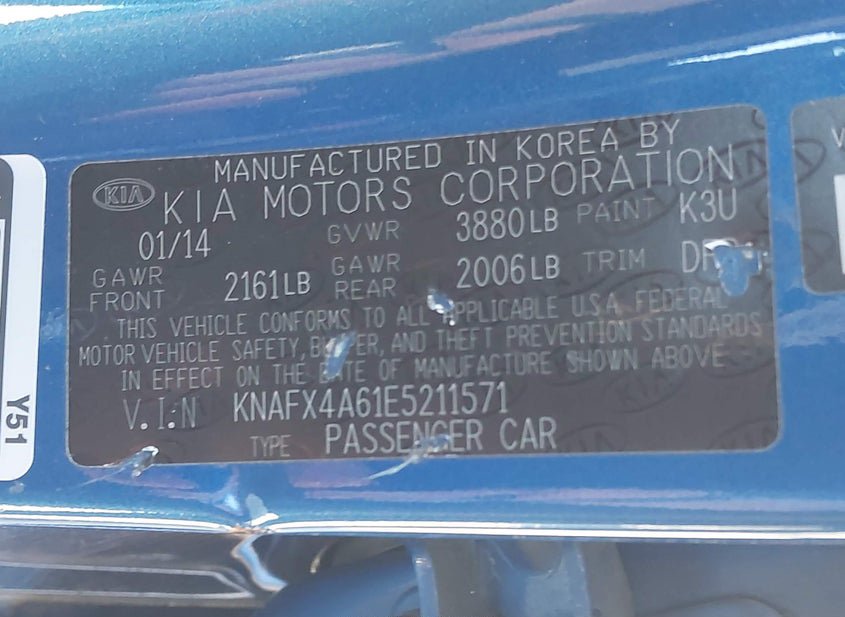 MANUFACTURED IN KOREA BY
KIA KIA MOTORS CORPORATION
01/14 GVWR 3880LB PAINT K3U
GAWR FRONT 2161LB GAWR REAR 2006LB TRIM
THIS VEHICLE CONFORMS TO ALL APPLICABLE U.S.A. FEDERAL
MOTOR VEHICLE SAFETY, BUMPER, AND THEFT PREVENTION STANDARDS
IN EFFECT ON THE DATE OF MANUFACTURE SHOWN ABOVE
V.I.N KNAFX4A61E5211571
TYPE PASSENGER CAR
Y51